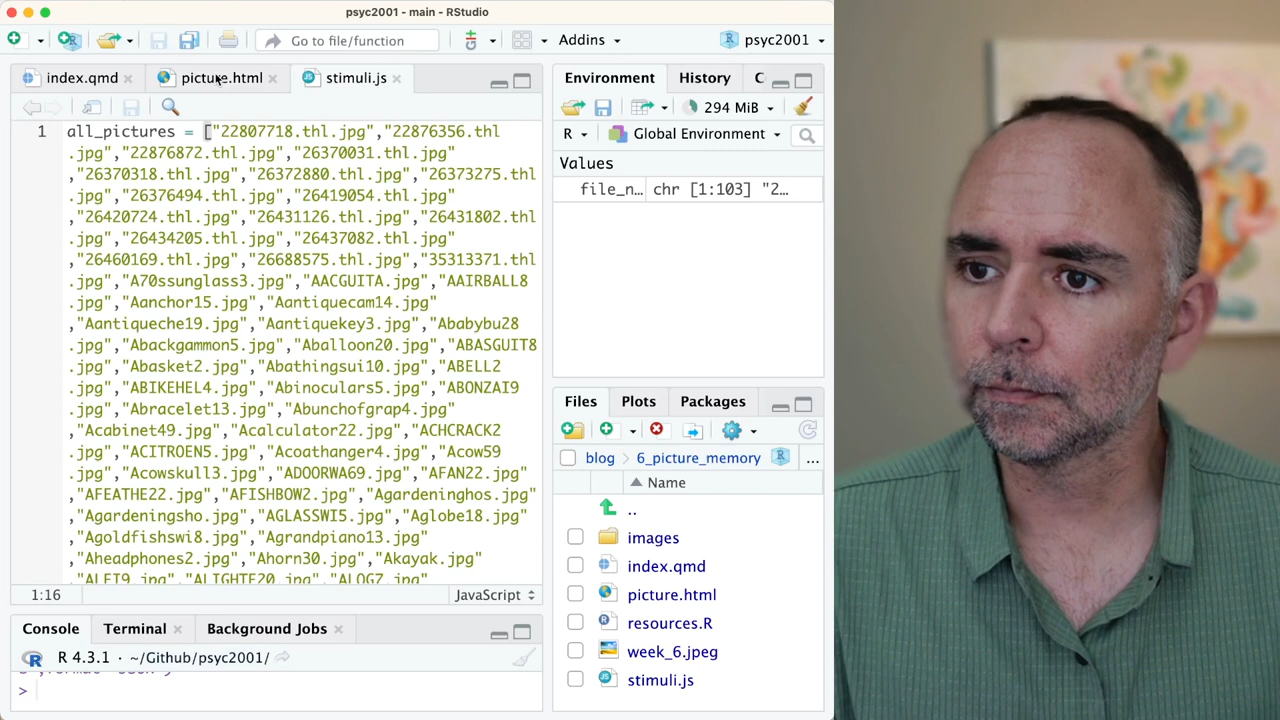 psyc2001 - main - RStudio
Go to file/function
Addins
psyc2001
index.qmd
picture.html
stimuli.js
1 all_pictures = ["22807718.thl.jpg","22876356.thl
.jpg","22876872.thl.jpg","26370031.thl.jpg"
,"26370318.thl.jpg","26372880.thl.jpg","26373275.thl
.jpg","26376494.thl.jpg","26419054.thl.jpg"
,"26420724.thl.jpg","26431126.thl.jpg","26431802.thl
.jpg","26434205.thl.jpg","26437082.thl.jpg"
,"26460169.thl.jpg","26688575.thl.jpg","35313371.thl
.jpg","A70ssunglass3.jpg","AACGUITA.jpg","AAIRBALL8
.jpg","Aanchor15.jpg","Aantiquecam14.jpg"
,"Aantiqueche19.jpg","Aantiquekey3.jpg","Ababybu28
.jpg","Abackgammon5.jpg","Aballoon20.jpg","ABASGUIT8
.jpg","Abasket2.jpg","Abathingsui10.jpg","ABELL2
.jpg","ABIKEHEL4.jpg","Abinoculars5.jpg","ABONZAI9
.jpg","Abracelet13.jpg","Abunchofgrap4.jpg"
,"Acabinet49.jpg","Acalculator22.jpg","ACHCRACK2
.jpg","ACITROEN5.jpg","Acoathanger4.jpg","Acow59
.jpg","Acowskull3.jpg","ADOORWA69.jpg","AFAN22.jpg"
,"AFEATHE22.jpg","AFISHBOW2.jpg","Agardeninghos.jpg"
,"Agardeningsho.jpg","AGLASSWI5.jpg","Aglobe18.jpg"
,"Agoldfishswi8.jpg","Agrandpiano13.jpg"
,"Aheadphones2.jpg","Ahorn30.jpg","Akayak.jpg"
1:16
JavaScript
Console
Terminal
Background Jobs
R 4.3.1 · ~/Github/psyc2001/
>
Environment
History
C
294 MiB
R
Global Environment
Values
file_n… chr [1:103] "2…
Files
Plots
Packages
blog
6_picture_memory
...
Name
..
images
index.qmd
picture.html
resources.R
week_6.jpeg
stimuli.js